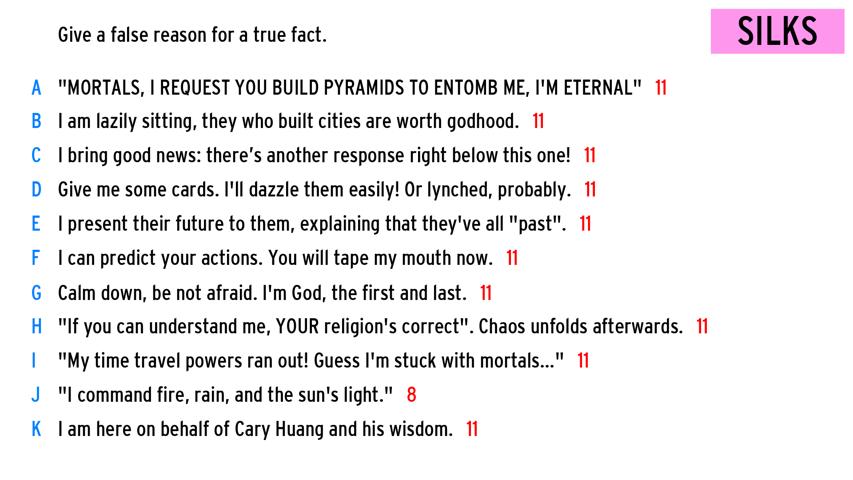 Give a false reason for a true fact.
SILKS
A "MORTALS, I REQUEST YOU BUILD PYRAMIDS TO ENTOMB ME, I'M ETERNAL" 11
B I am lazily sitting, they who built cities are worth godhood. 11
C I bring good news: there's another response right below this one! 11
D Give me some cards. I'll dazzle them easily! Or lynched, probably. 11
E I present their future to them, explaining that they've all "past". 11
F I can predict your actions. You will tape my mouth now. 11
G Calm down, be not afraid. I'm God, the first and last. 11
H "If you can understand me, YOUR religion's correct". Chaos unfolds afterwards. 11
I "My time travel powers ran out! Guess I'm stuck with mortals..." 11
J "I command fire, rain, and the sun's light." 8
K I am here on behalf of Cary Huang and his wisdom. 11